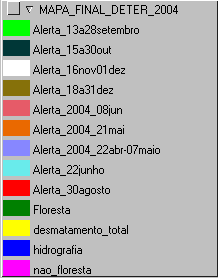 MAPA_FINAL_DETER_2004
Alerta_13a28setembro
Alerta_15a30out
Alerta_16nov01dez
Alerta_18a31dez
Alerta_2004_08jun
Alerta_2004_21mai
Alerta_2004_22abr-07maio
Alerta_22junho
Alerta_30agosto
Floresta
desmatamento_total
hidrografia
nao_floresta